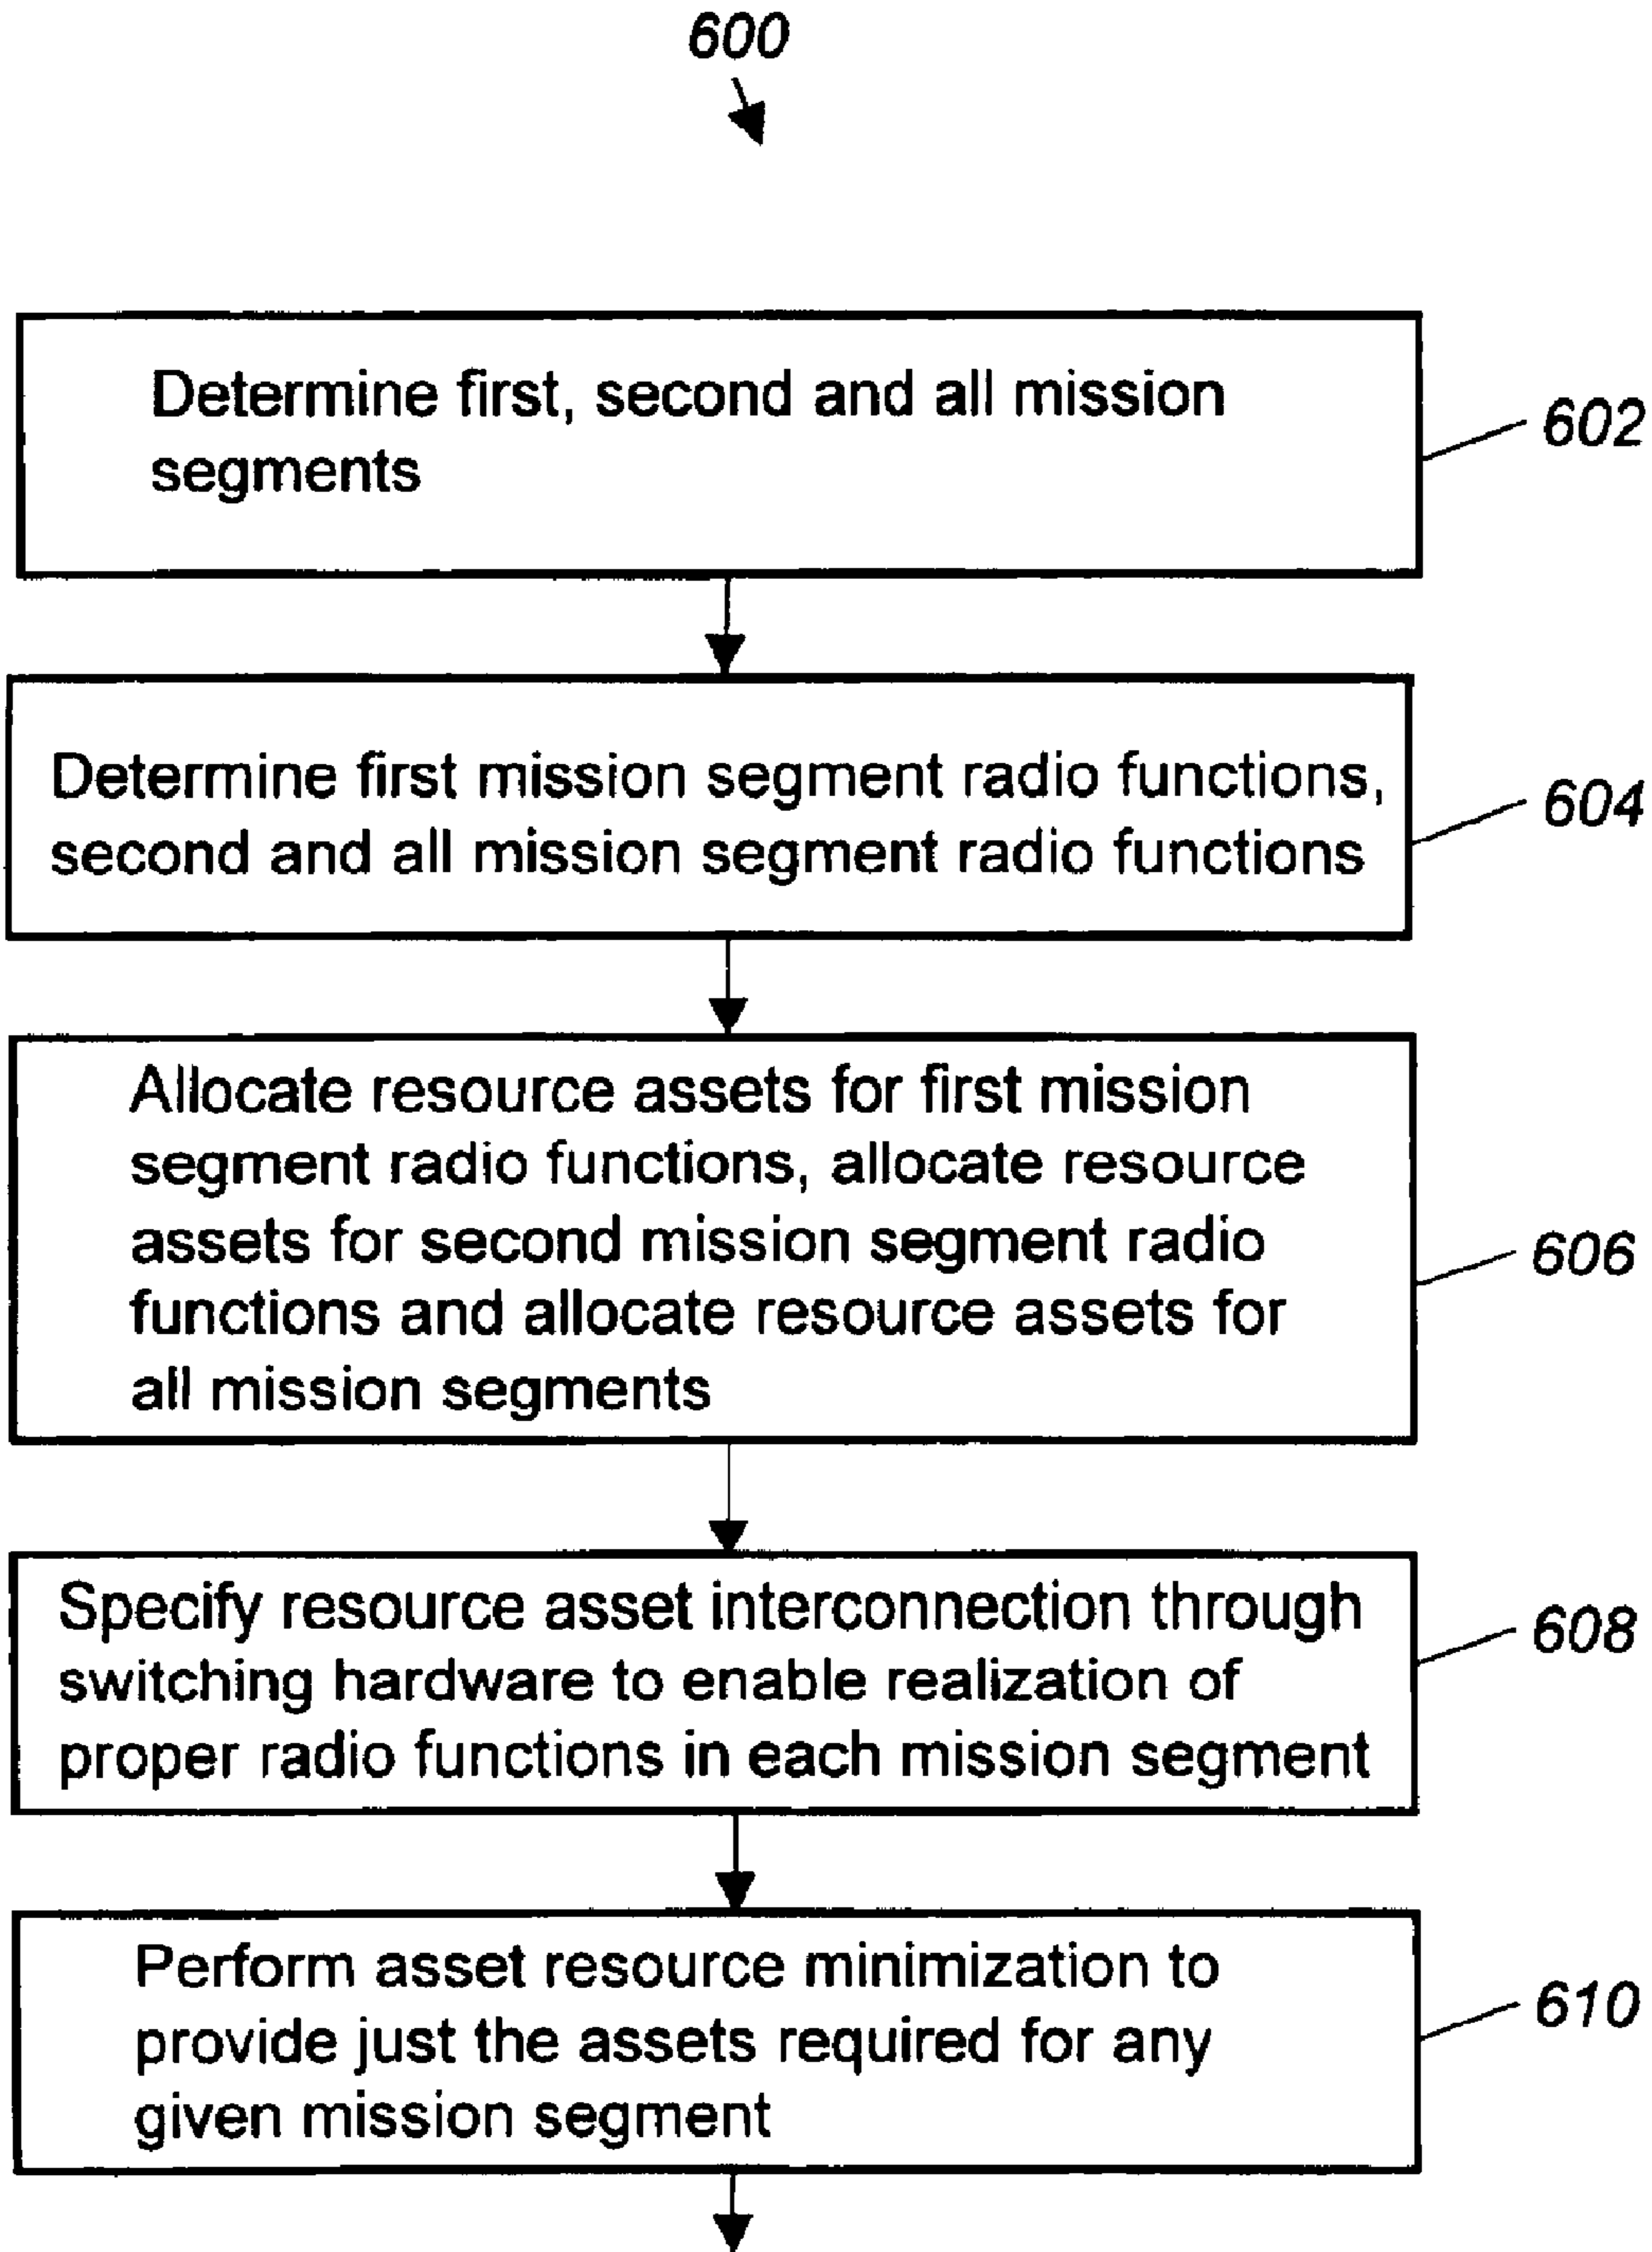 600
Determine first, second and all mission
segments
602
Determine first mission segment radio functions,
second and all mission segment radio functions
604
Allocate resource assets for first mission
segment radio functions, allocate resource
assets for second mission segment radio
functions and allocate resource assets for
all mission segments
606
Specify resource asset interconnection through
switching hardware to enable realization of
proper radio functions in each mission segment
608
Perform asset resource minimization to
provide just the assets required for any
given mission segment
610